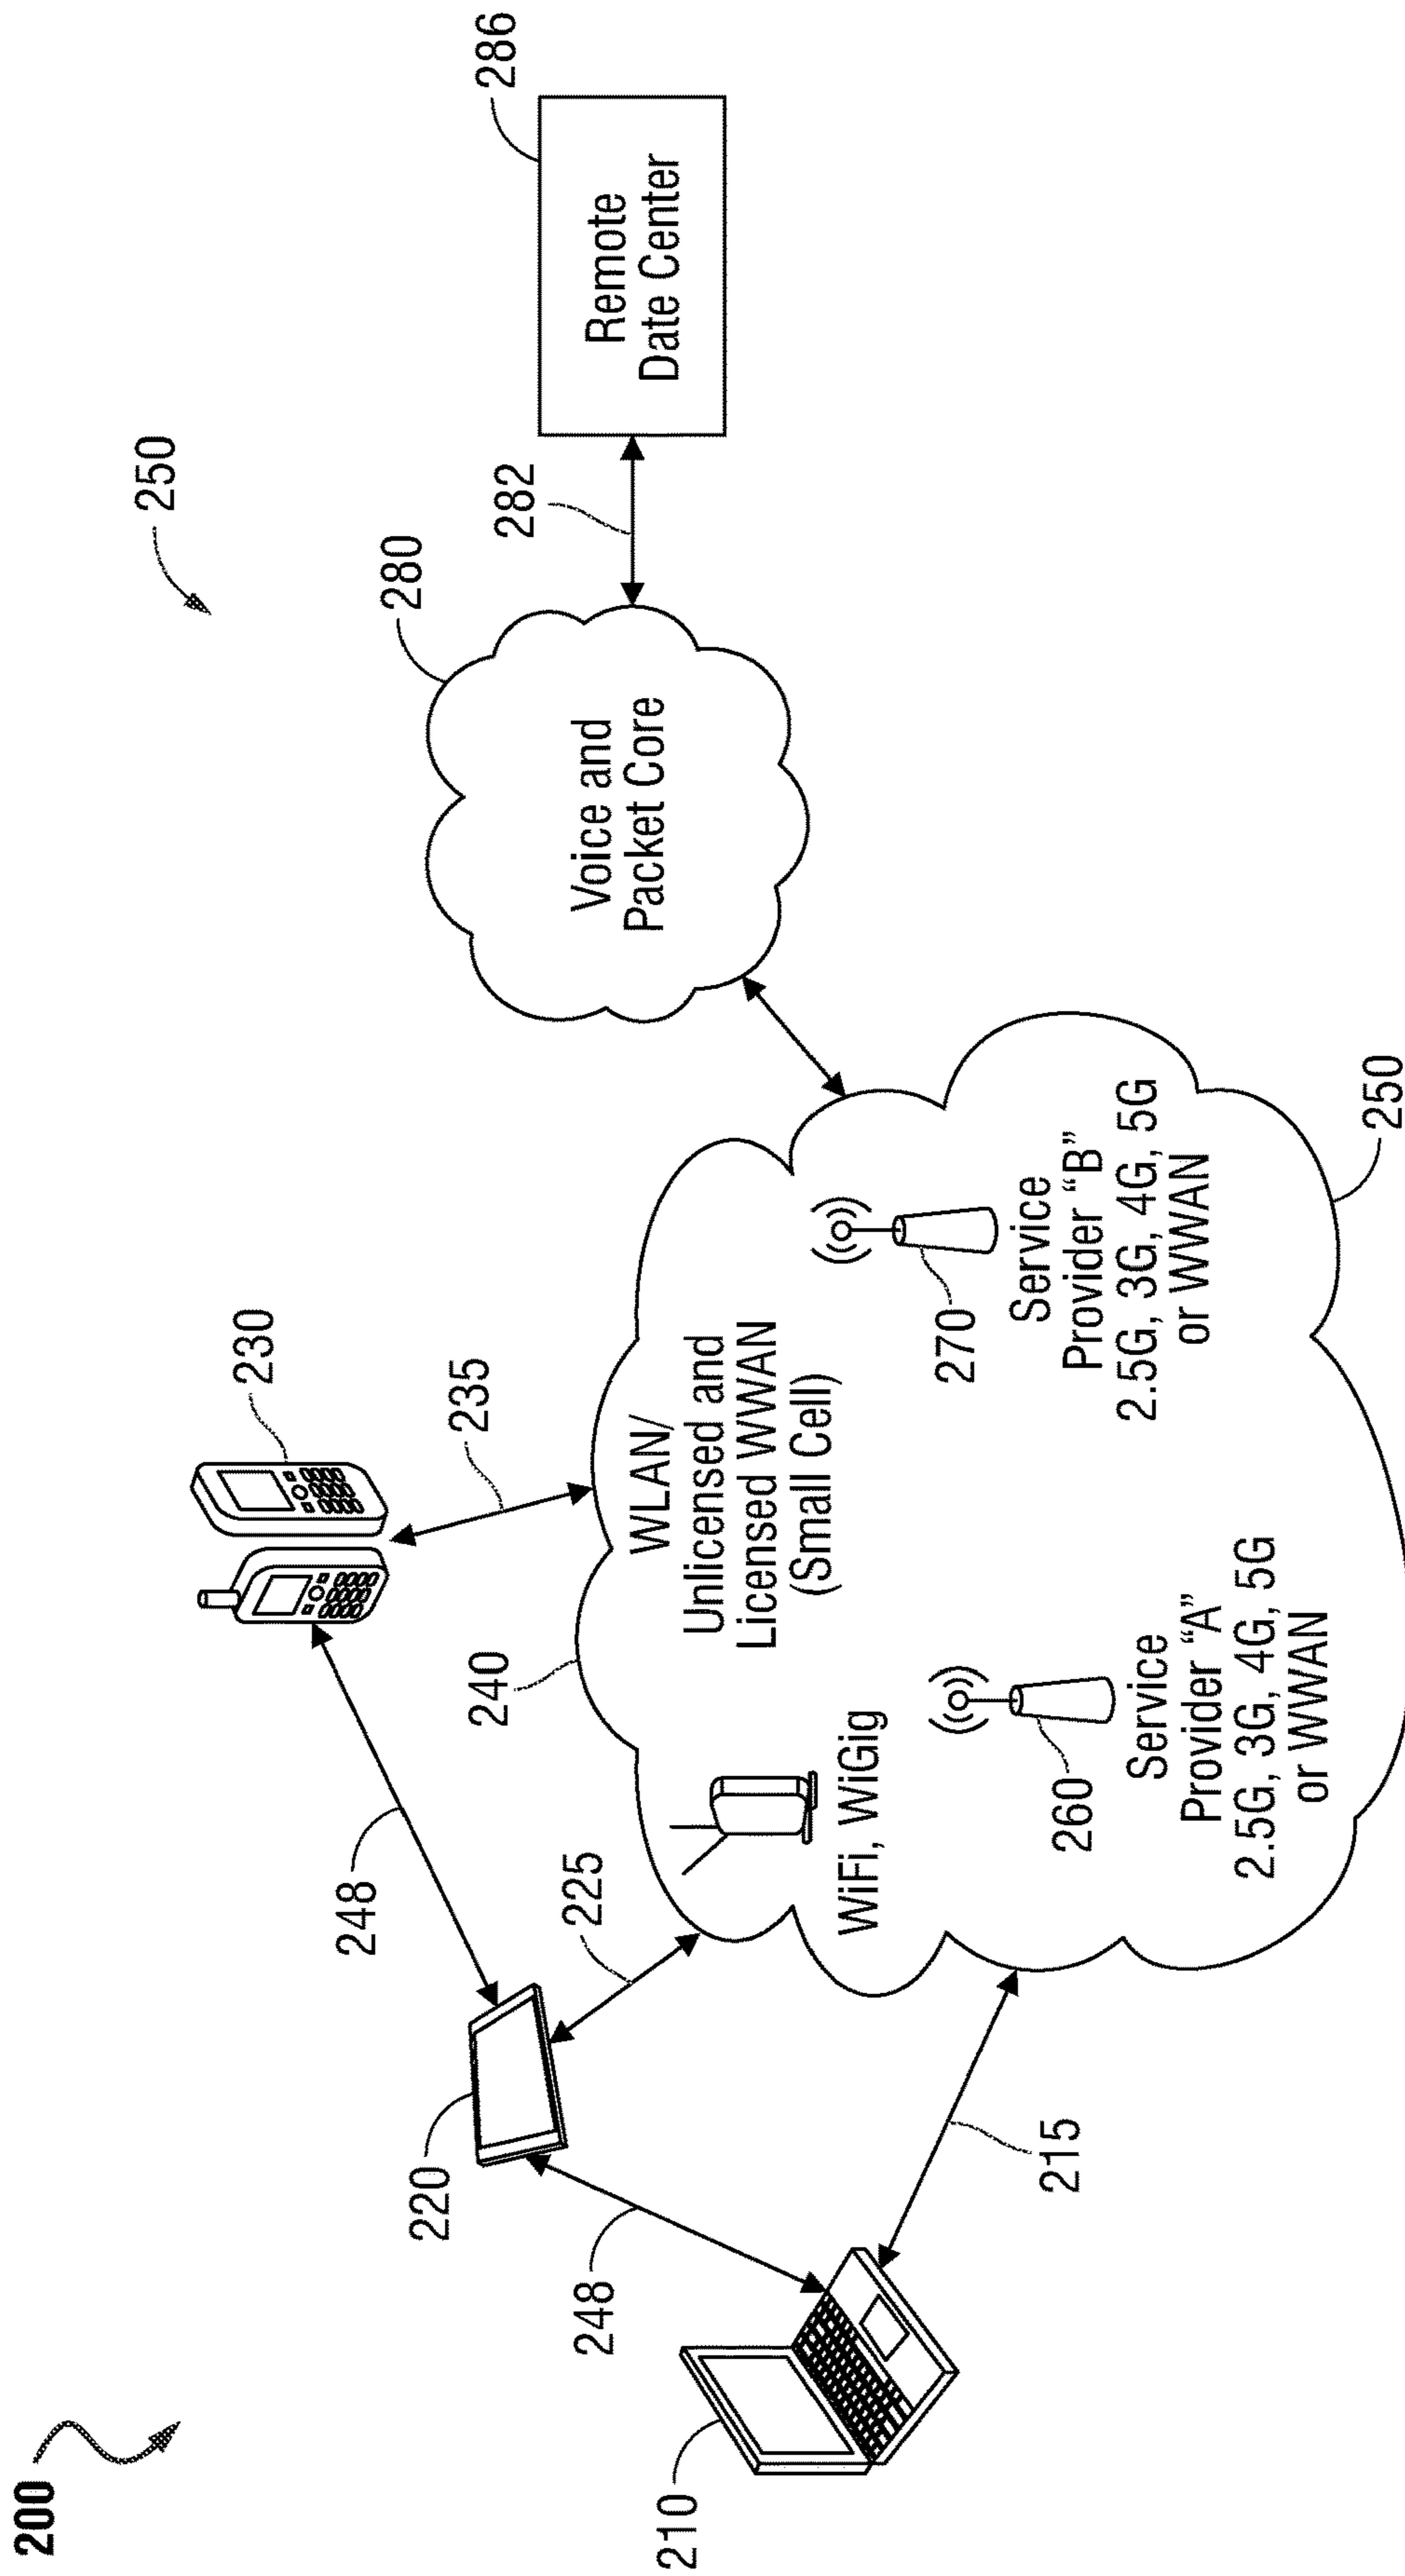 200
250
286
Remote
Date Center
282
280
Voice and
Packet Core
230
235
248
240
WLAN/
Unlicensed and
Licensed WWAN
(Small Cell)
225
220
248
210
215
WiFi, WiGig
260
Service
Provider "A"
2.5G, 3G, 4G, 5G
or WWAN
270
Service
Provider "B"
2.5G, 3G, 4G, 5G
or WWAN
250